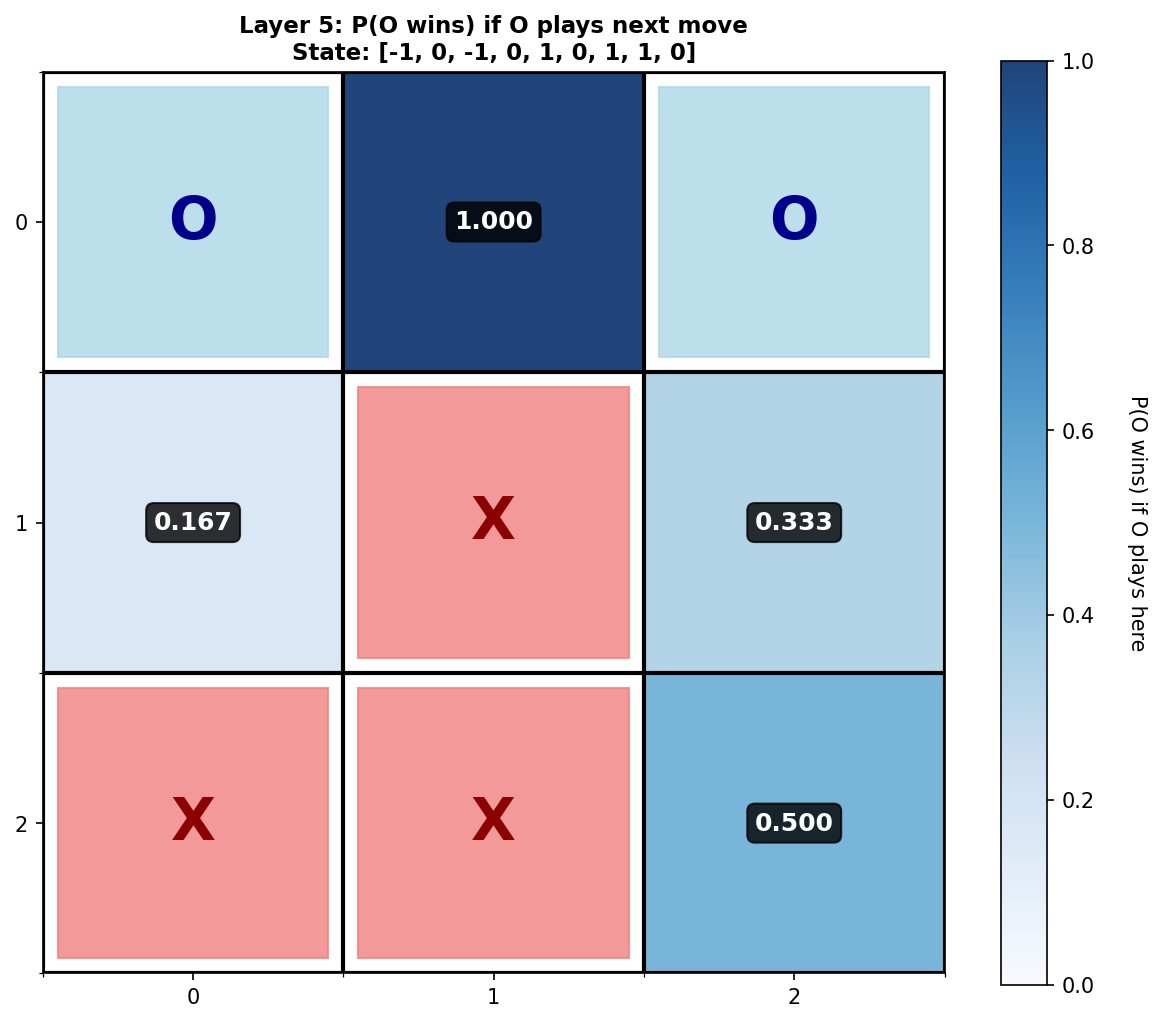 Layer 5: P(O wins) if O plays next move
State: [-1, 0, -1, 0, 1, 0, 1, 1, 0]
0
O
1.000
O
1
0.167
X
0.333
2
X
X
0.500
0
1
2
1.0
0.8
0.6
0.4
0.2
0.0
P(O wins) if O plays here